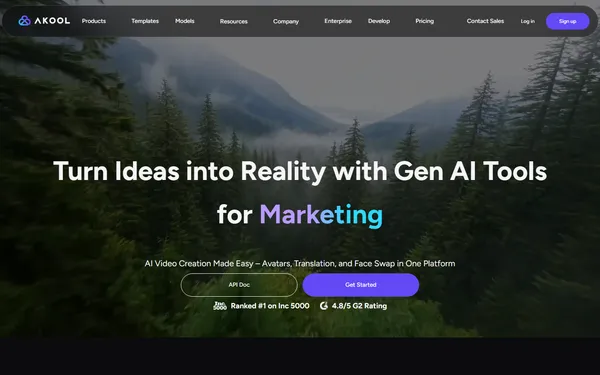 AKOOL Products Templates Models Resources Company Enterprise Develop Pricing Contact Sales Log in Sign up
Turn Ideas into Reality with Gen AI Tools
for Marketing
AI Video Creation Made Easy – Avatars, Translation, and Face Swap in One Platform
API Doc Get Started
Inc. 5000 Ranked #1 on Inc 5000 4.8/5 G2 Rating